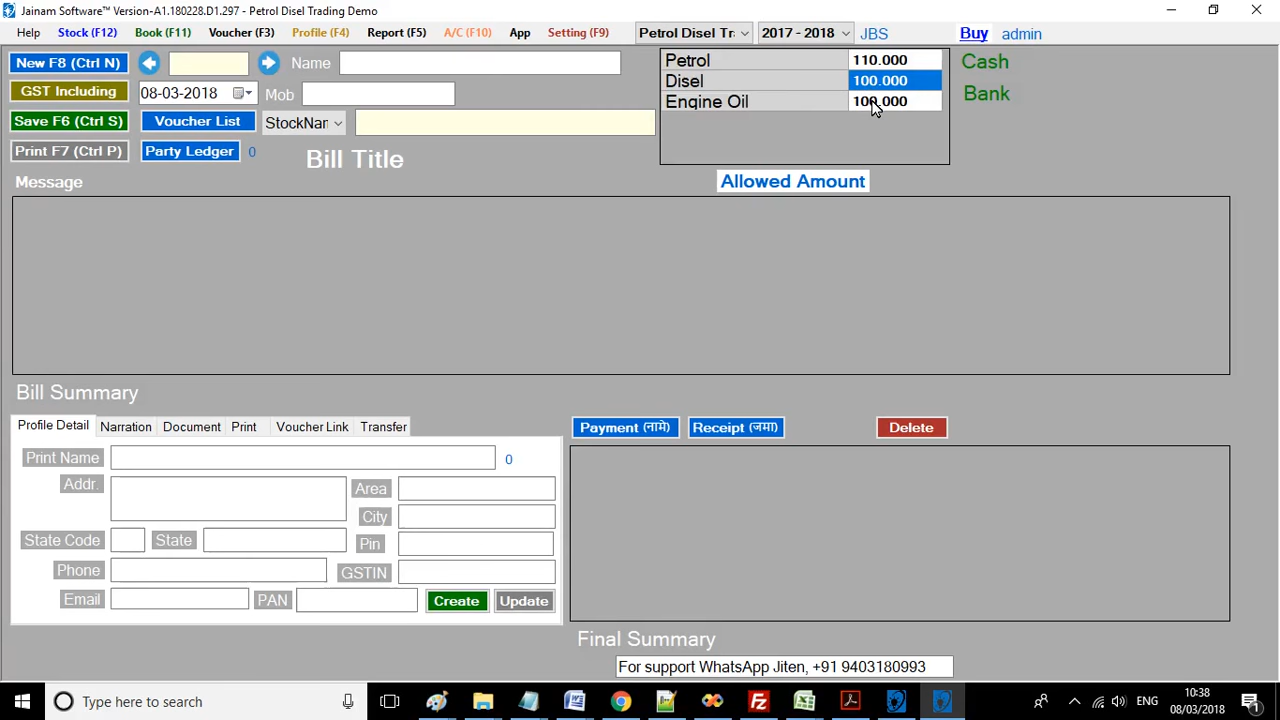 Jainam Software™ Version-A1.180228.D1.297 - Petrol Disel Trading Demo
Help Stock (F12) Book (F11) Voucher (F3) Profile (F4) Report (F5) A/C (F10) App Setting (F9) Petrol Disel Tr 2017 - 2018 JBS Buy admin
New F8 (Ctrl N) Name
GST Including 08-03-2018 Mob
Save F6 (Ctrl S) Voucher List StockNar
Print F7 (Ctrl P) Party Ledger 0 Bill Title
Petrol 110.000
Disel 100.000
Engine Oil 100.000
Cash
Bank
Message Allowed Amount
Bill Summary
Profile Detail Narration Document Print Voucher Link Transfer
Payment (नामे) Receipt (जमा) Delete
Print Name 0
Addr. Area
City
State Code State Pin
Phone GSTIN
Email PAN Create Update
Final Summary
For support WhatsApp Jiten, +91 9403180993
Type here to search ENG 10:38
08/03/2018 1